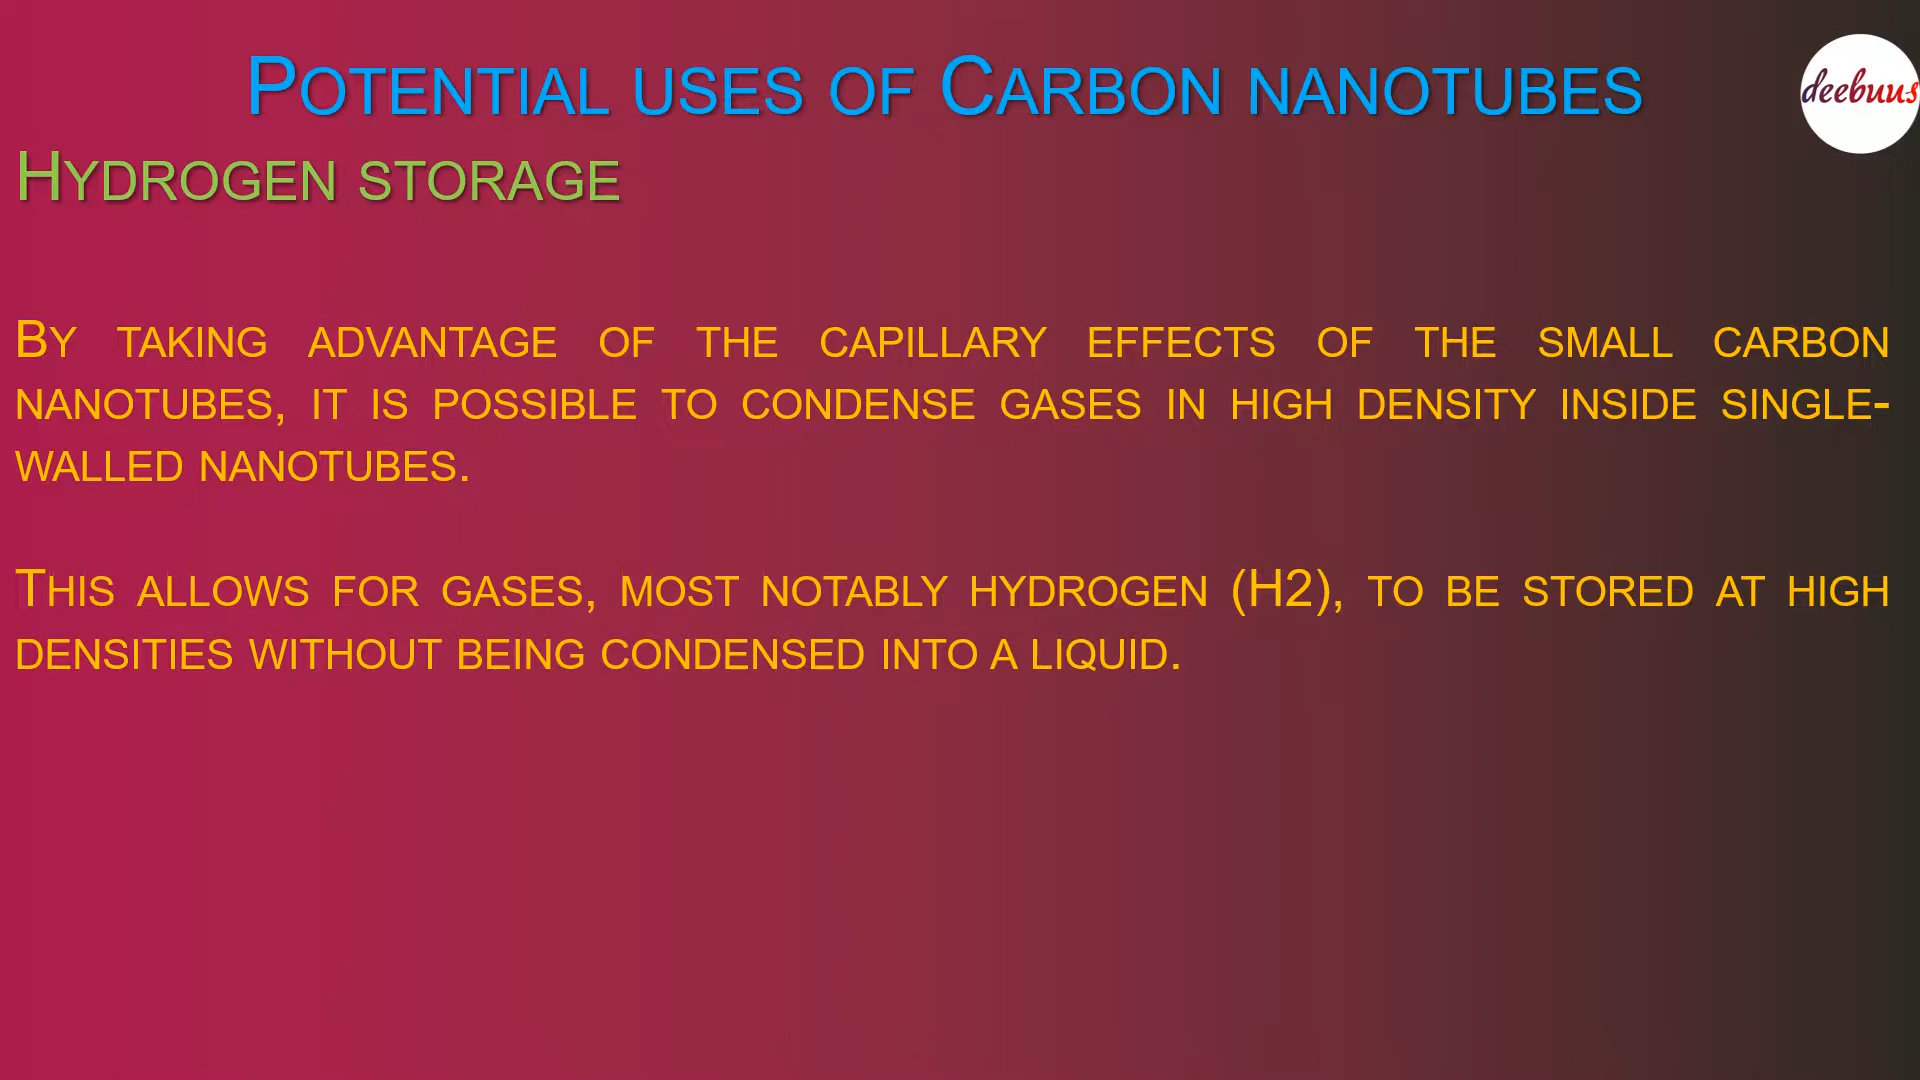 Potential uses of Carbon nanotubes
deebuus
Hydrogen storage
By taking advantage of the capillary effects of the small carbon
nanotubes, it is possible to condense gases in high density inside single-
walled nanotubes.
This allows for gases, most notably hydrogen (H2), to be stored at high
densities without being condensed into a liquid.